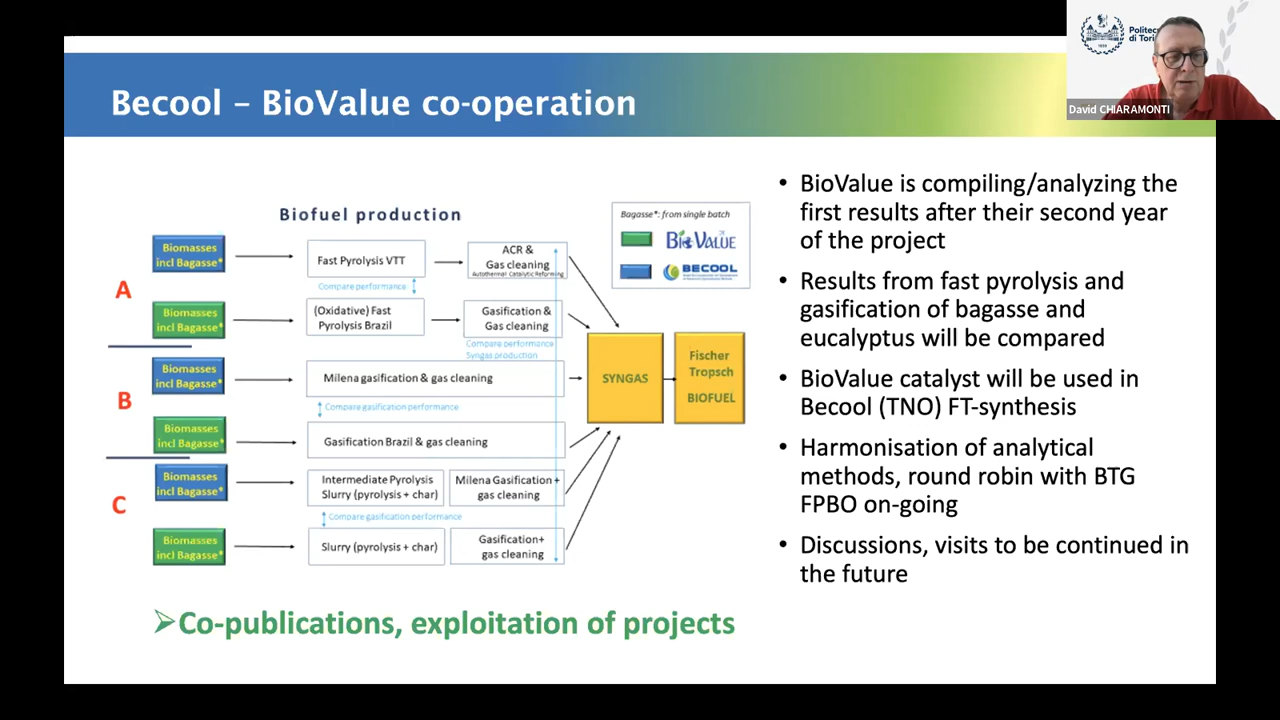 Politec
di Tori
David CHIARAMONTI
Becool – BioValue co-operation
Biofuel production
Bagasse*: from single batch
BioVALUE
BECOOL
A
Biomasses
incl Bagasse*
Fast Pyrolysis VTT
ACR &
Gas cleaning
Autothermal Catalytic Reforming
Compare performance
Biomasses
incl Bagasse*
(Oxidative) Fast
Pyrolysis Brazil
Gasification &
Gas cleaning
Compare performance
Syngas production
B
Biomasses
incl Bagasse*
Milena gasification & gas cleaning
Compare gasification performance
Biomasses
incl Bagasse*
Gasification Brazil & gas cleaning
C
Biomasses
incl Bagasse*
Intermediate Pyrolysis
Slurry (pyrolysis + char)
Milena Gasification +
gas cleaning
Compare gasification performance
Biomasses
incl Bagasse*
Slurry (pyrolysis + char)
Gasification+
gas cleaning
SYNGAS
Fischer
Tropsch
BIOFUEL
• BioValue is compiling/analyzing the
first results after their second year
of the project
• Results from fast pyrolysis and
gasification of bagasse and
eucalyptus will be compared
• BioValue catalyst will be used in
Becool (TNO) FT-synthesis
• Harmonisation of analytical
methods, round robin with BTG
FPBO on-going
• Discussions, visits to be continued in
the future
➢Co-publications, exploitation of projects